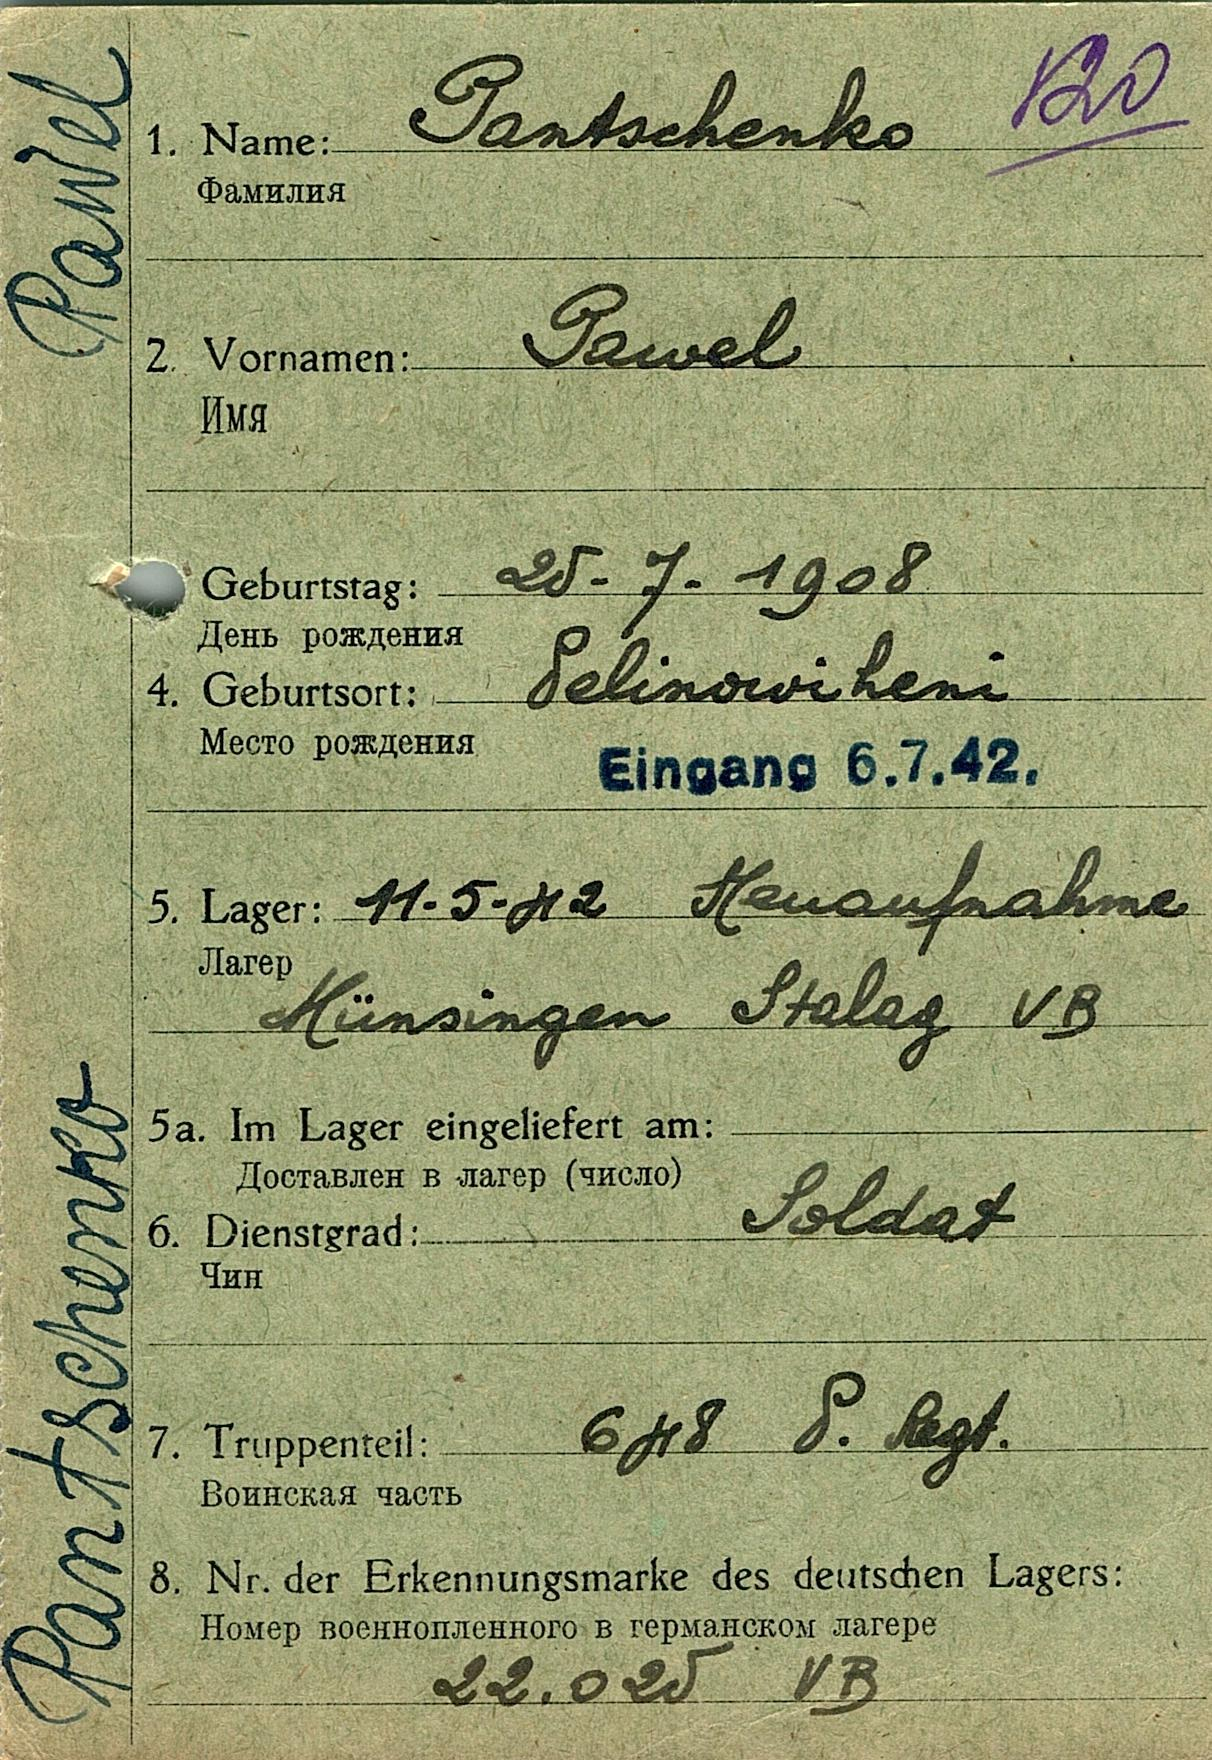 120
1. Name: Pantschenko
Фамилия
2. Vornamen: Pawel
Имя
Geburtstag: 25-7-1908
День рождения
4. Geburtsort:
Место рождения
Eingang 6.7.42.
5. Lager: 11-5-42 Neuaufnahme
Лагер
Münsingen Stalag VB
5a. Im Lager eingeliefert am:
Доставлен в лагер (число)
6. Dienstgrad: Soldat
Чин
7. Truppenteil: 648 S. Regt.
Воинская часть
8. Nr. der Erkennungsmarke des deutschen Lagers:
Номер военнопленного в германском лагере
22.025 VB
Pantschenko Pawel